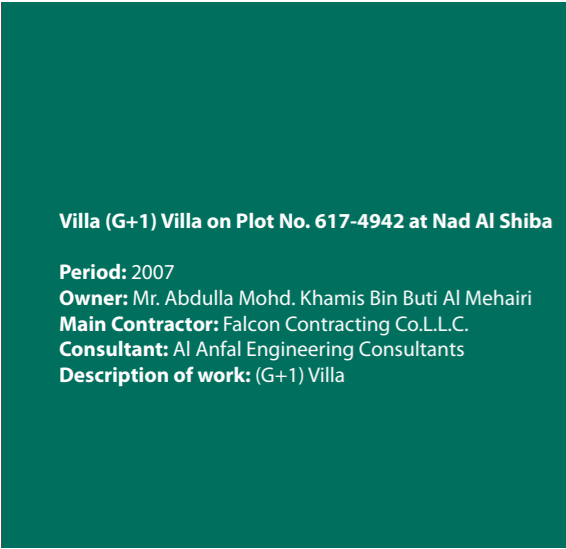 Villa (G+1) Villa on Plot No. 617-4942 at Nad Al Shiba
Period: 2007
Owner: Mr. Abdulla Mohd. Khamis Bin Buti Al Mehairi
Main Contractor: Falcon Contracting Co.L.L.C.
Consultant: Al Anfal Engineering Consultants
Description of work: (G+1) Villa